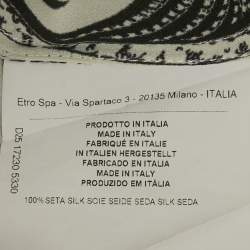 Etro Spa - Via Spartaco 3 - 20135 Milano - ITALIA
PRODOTTO IN ITALIA
MADE IN ITALY
FABRIQUÉ EN ITALIE
IN ITALIEN HERGESTELLT
FABRICADO EN ITALIA
MADE IN ITALY
PRODUZIDO EM ITÁLIA
100% SETA SILK SOIE SEIDE SEDA SILK SEDA
D25 17230 5330